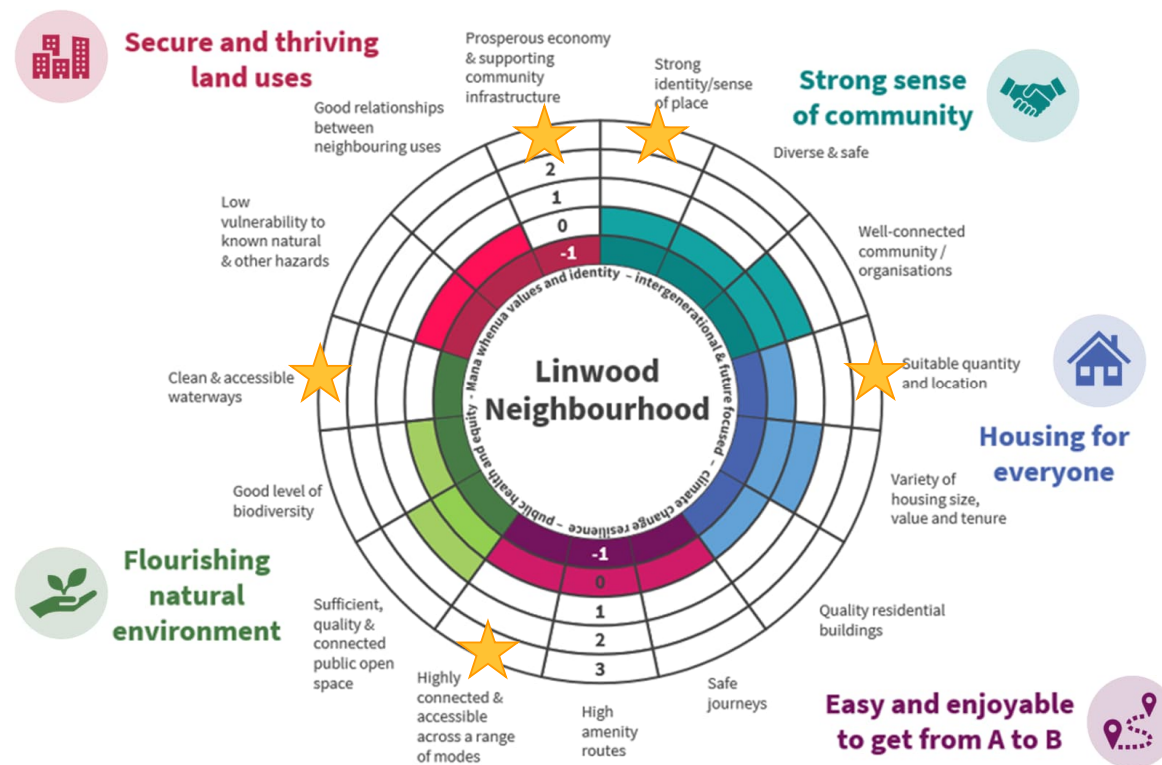 Secure and thriving
land uses
Prosperous economy
& supporting
community
infrastructure
Strong
identity/sense
of place
Strong sense
of community
Good relationships
between
neighbouring uses
Diverse & safe
Low
vulnerability to
known natural
& other hazards
Well-connected
community /
organisations
2
1
0
-1
Mana whenua values and identity – intergenerational & future focused – climate change resilience – public health and equity -
Linwood
Neighbourhood
Clean & accessible
waterways
Suitable quantity
and location
Housing for
everyone
Good level of
biodiversity
Variety of
housing size,
value and tenure
-1
0
1
2
3
Flourishing
natural
environment
Sufficient,
quality &
connected
public open
space
Quality residential
buildings
Highly
connected &
accessible
across a range
of modes
High
amenity
routes
Safe
journeys
Easy and enjoyable
to get from A to B